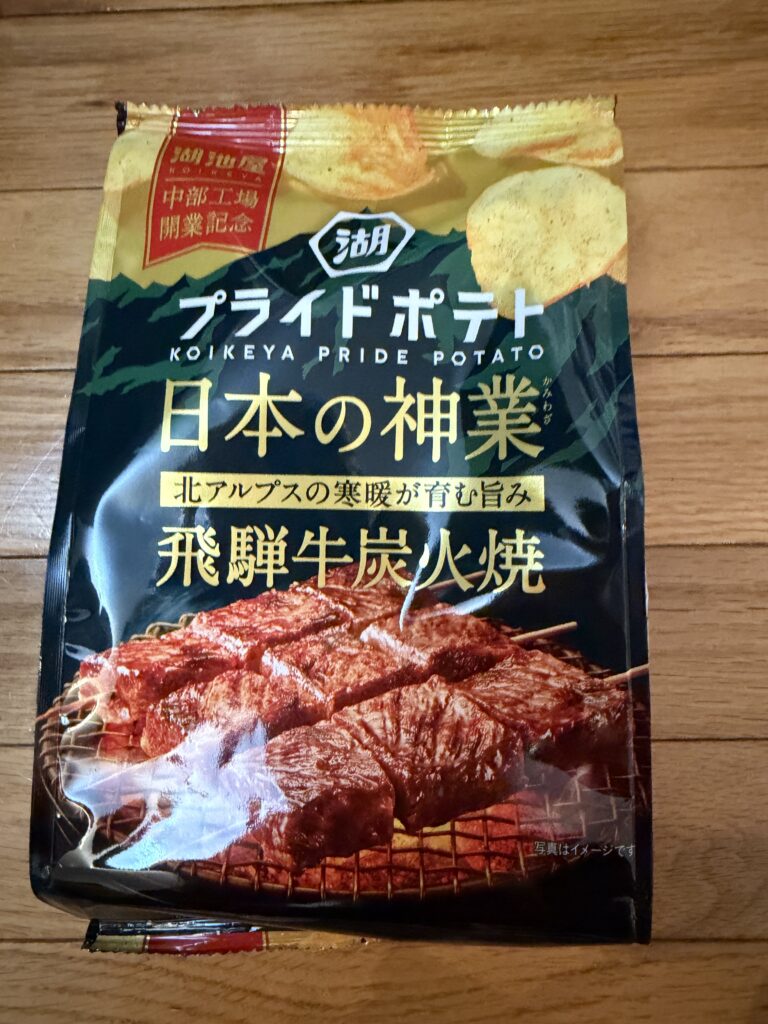 湖池屋
KOIKEYA
中部工場
開業記念
湖
プライドポテト
KOIKEYA PRIDE POTATO
日本の神業
かみわざ
北アルプスの寒暖が育む旨み
飛騨牛炭火焼
写真はイメージです